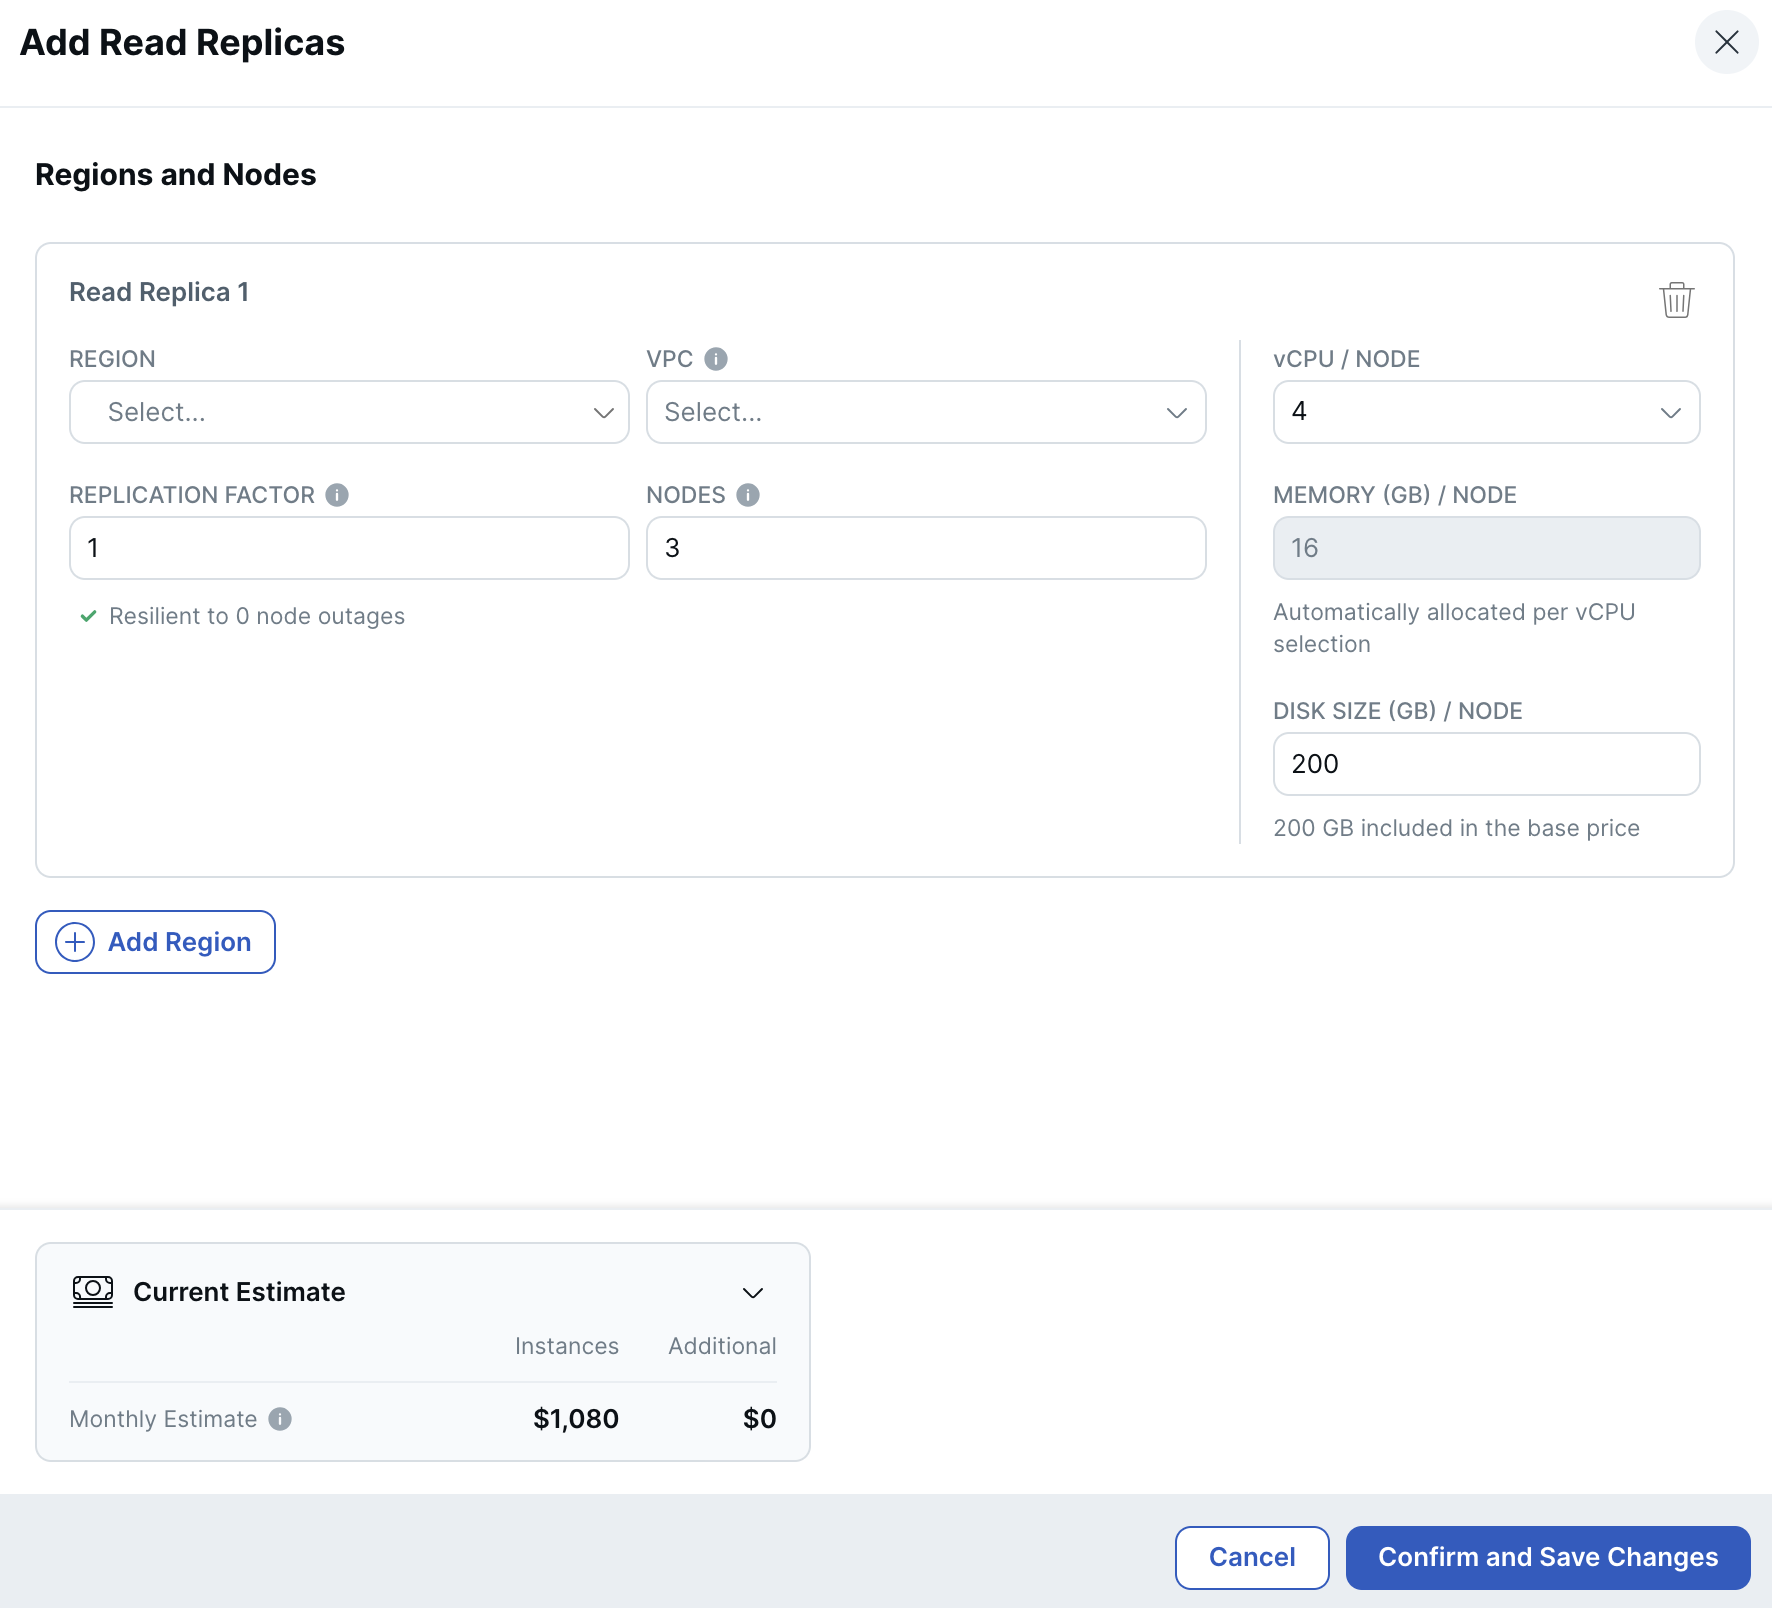 Add Read Replicas
Regions and Nodes
Read Replica 1
REGION
Select...
VPC
Select...
REPLICATION FACTOR
1
NODES
3
Resilient to 0 node outages
vCPU / NODE
4
MEMORY (GB) / NODE
16
Automatically allocated per vCPU
selection
DISK SIZE (GB) / NODE
200
200 GB included in the base price
Add Region
Current Estimate
Instances Additional
Monthly Estimate $1,080 $0
Cancel
Confirm and Save Changes